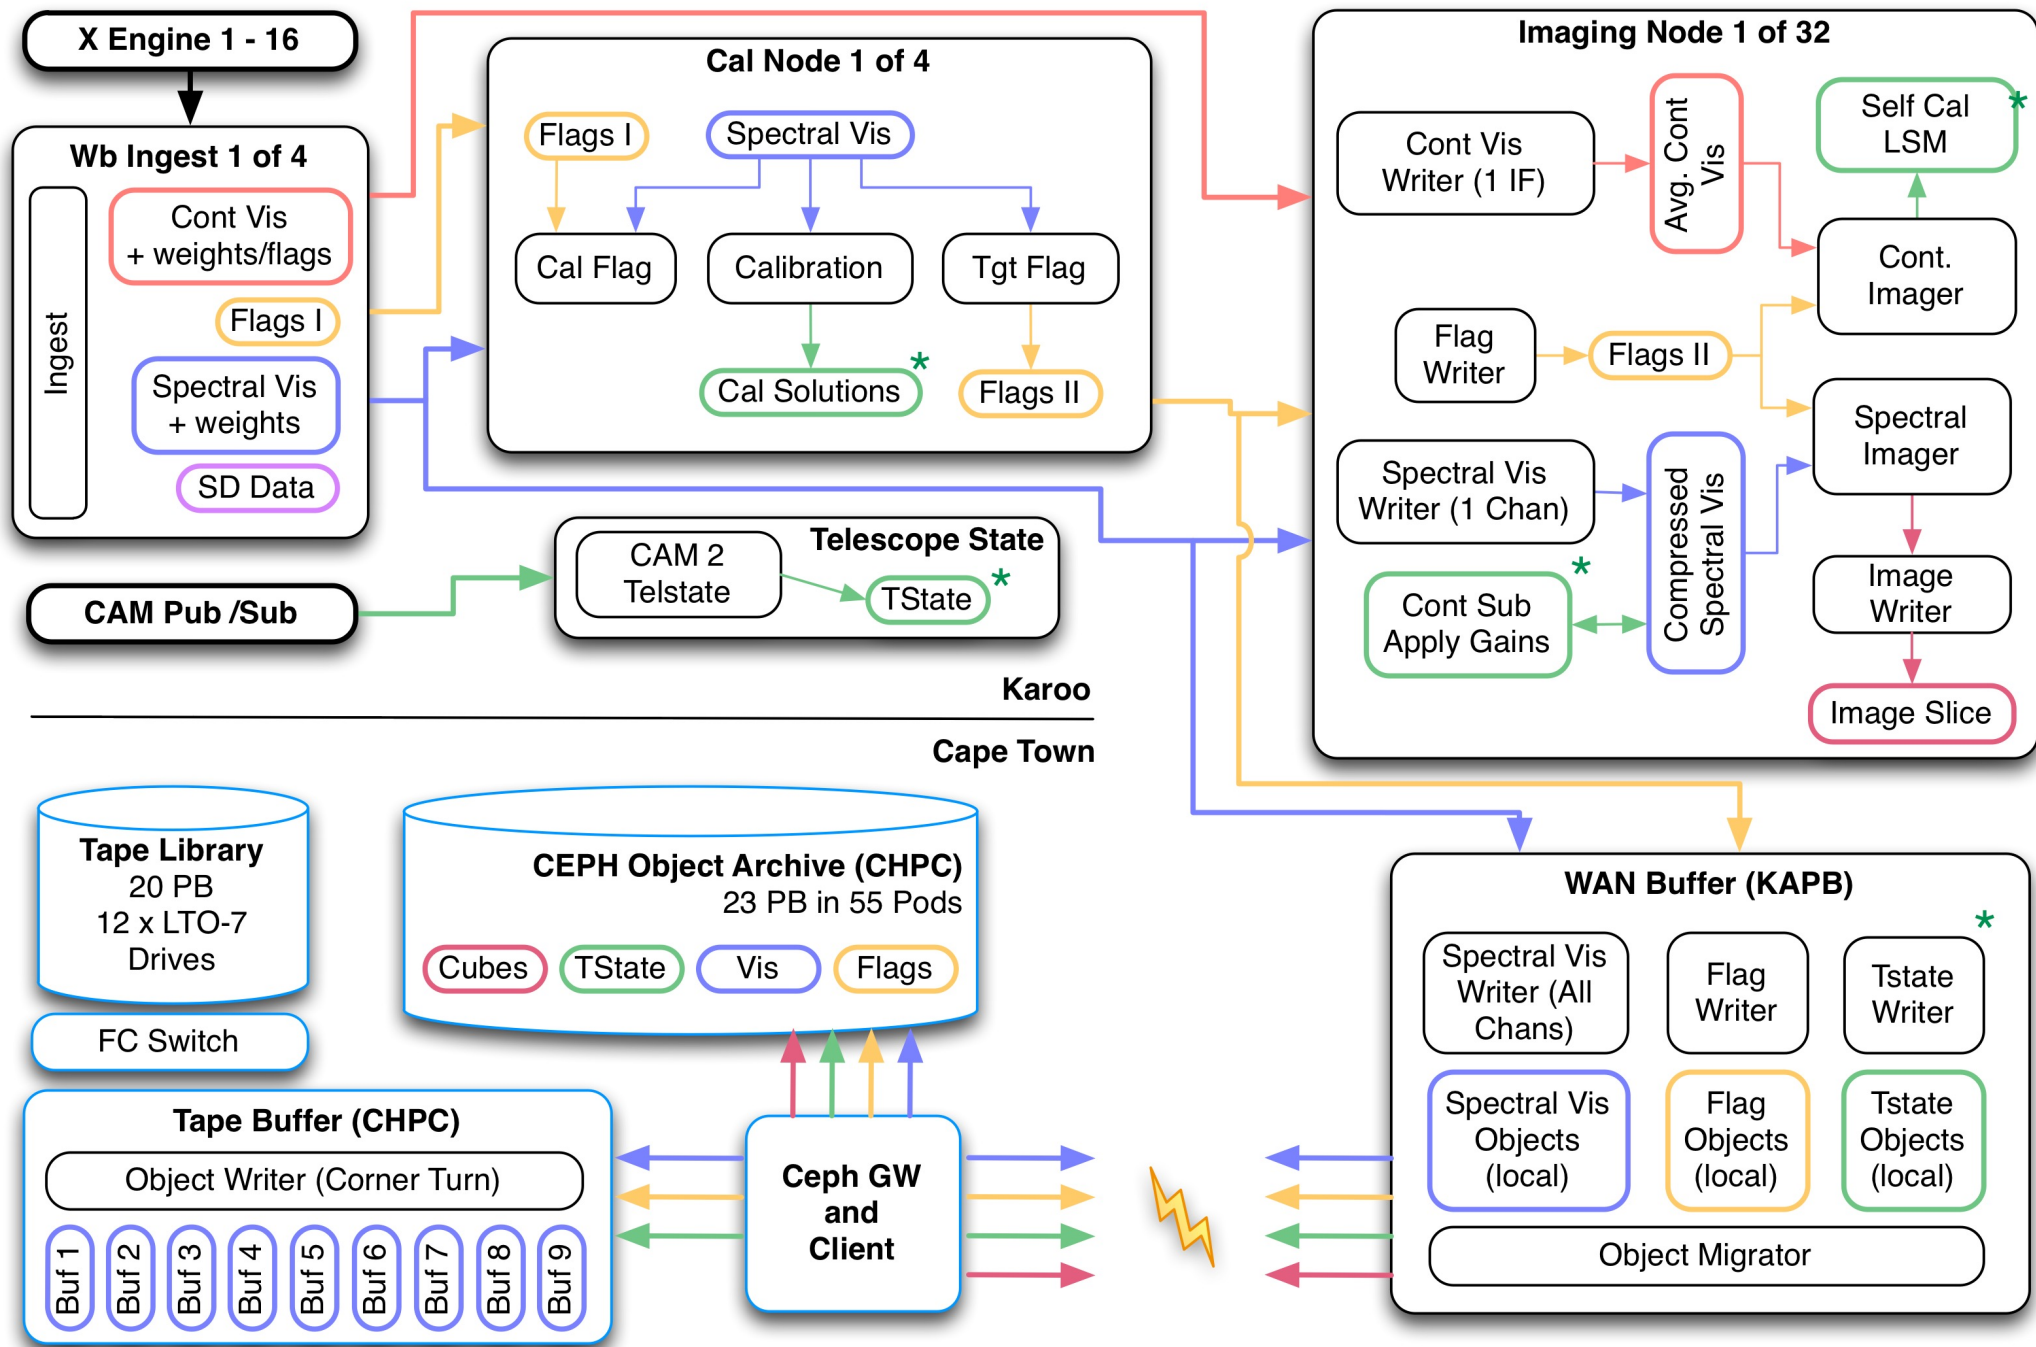 X Engine 1 - 16
Wb Ingest 1 of 4
Ingest
Cont Vis
+ weights/flags
Flags I
Spectral Vis
+ weights
SD Data
CAM Pub /Sub
Cal Node 1 of 4
Flags I
Spectral Vis
Cal Flag
Calibration
Tgt Flag
Cal Solutions
*
Flags II
Telescope State
CAM 2
Telstate
TState
*
Karoo
Cape Town
Imaging Node 1 of 32
Cont Vis
Writer (1 IF)
Avg. Cont
Vis
Self Cal
LSM
*
Cont.
Imager
Flag
Writer
Flags II
Spectral
Imager
Spectral Vis
Writer (1 Chan)
Compressed
Spectral Vis
*
Cont Sub
Apply Gains
Image
Writer
Image Slice
Tape Library
20 PB
12 x LTO-7
Drives
FC Switch
CEPH Object Archive (CHPC)
23 PB in 55 Pods
Cubes
TState
Vis
Flags
Tape Buffer (CHPC)
Object Writer (Corner Turn)
Buf 1
Buf 2
Buf 3
Buf 4
Buf 5
Buf 6
Buf 7
Buf 8
Buf 9
Ceph GW
and
Client
WAN Buffer (KAPB)
*
Spectral Vis
Writer (All
Chans)
Flag
Writer
Tstate
Writer
Spectral Vis
Objects
(local)
Flag
Objects
(local)
Tstate
Objects
(local)
Object Migrator